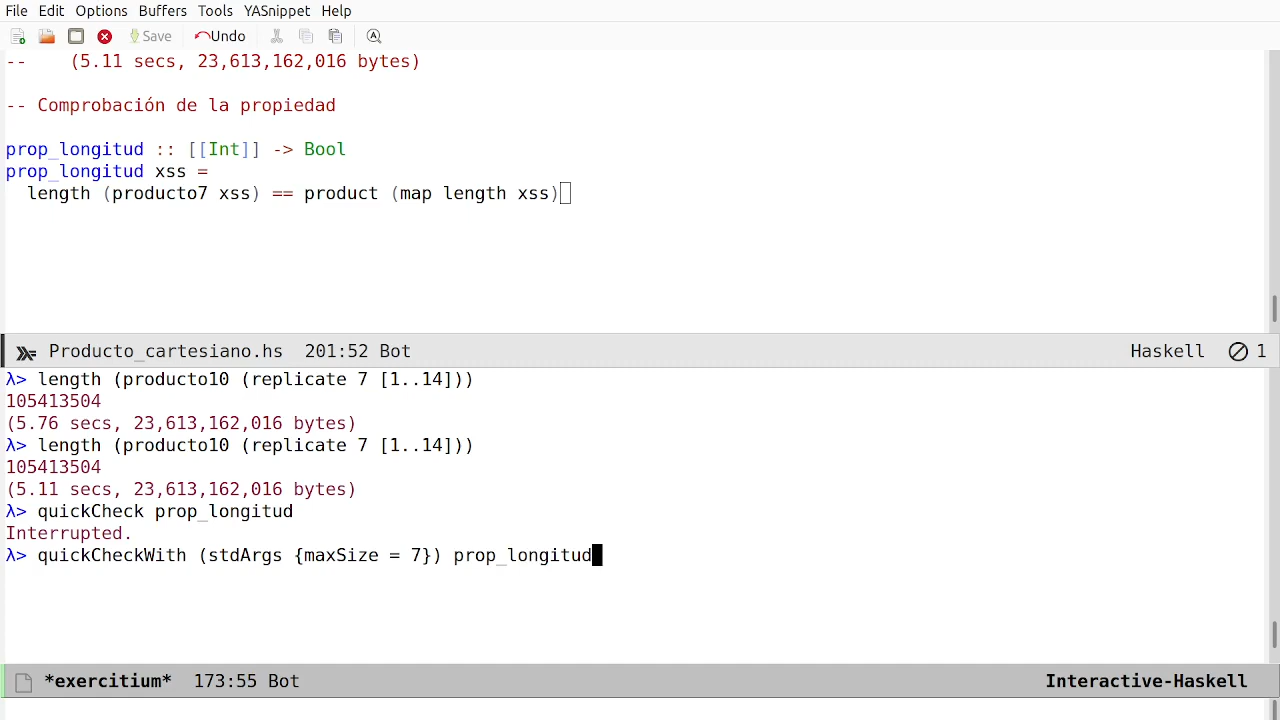 File Edit Options Buffers Tools YASnippet Help
Save Undo
--    (5.11 secs, 23,613,162,016 bytes)
-- Comprobación de la propiedad
prop_longitud :: [[Int]] -> Bool
prop_longitud xss =
  length (producto7 xss) == product (map length xss)
Producto_cartesiano.hs  201:52 Bot Haskell 1
λ> length (producto10 (replicate 7 [1..14]))
105413504
(5.76 secs, 23,613,162,016 bytes)
λ> length (producto10 (replicate 7 [1..14]))
105413504
(5.11 secs, 23,613,162,016 bytes)
λ> quickCheck prop_longitud
Interrupted.
λ> quickCheckWith (stdArgs {maxSize = 7}) prop_longitud
*exercitium*  173:55 Bot Interactive-Haskell